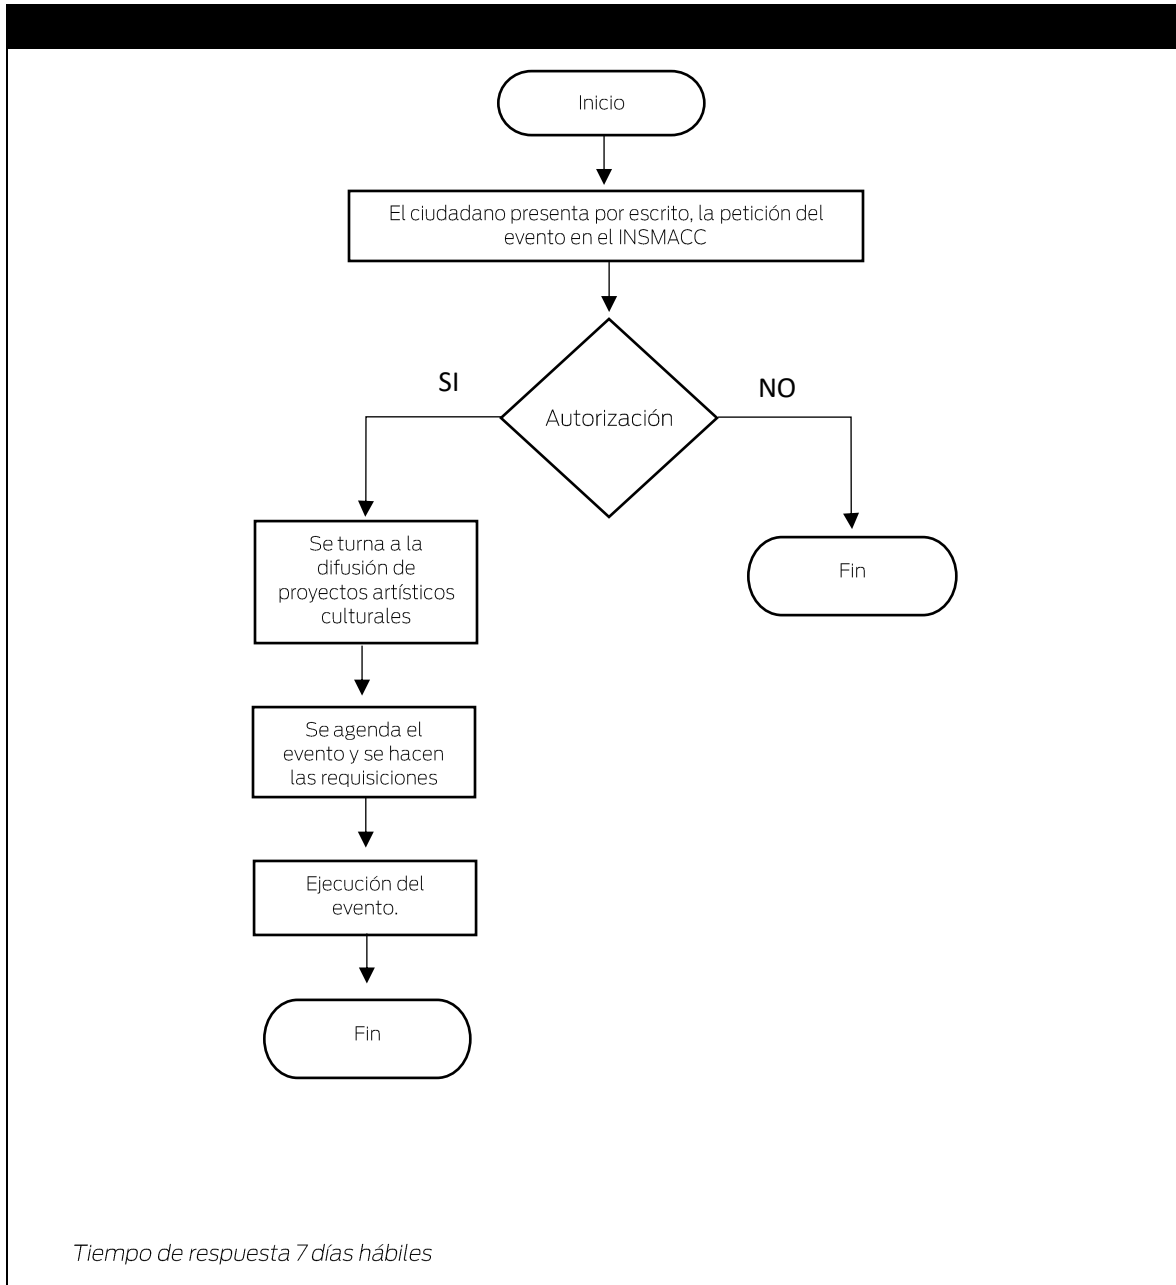 Inicio
El ciudadano presenta por escrito, la petición del
evento en el INSMACC
SI
NO
Autorización
Se turna a la
difusión de
proyectos artísticos
culturales
Fin
Se agenda el
evento y se hacen
las requisiciones
Ejecución del
evento.
Fin
Tiempo de respuesta 7 días hábiles